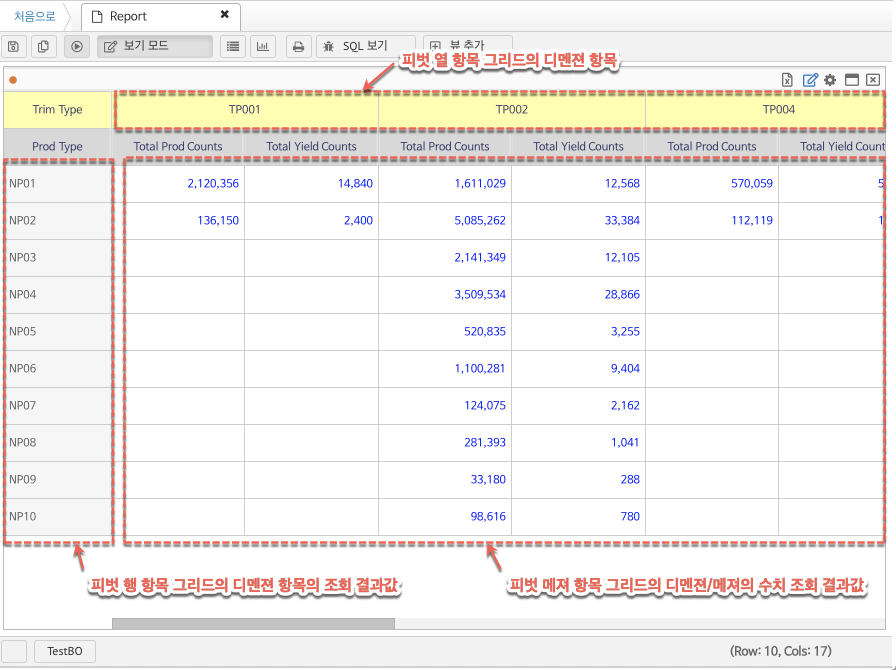 처음으로 Report
보기 모드 SQL 보기 뷰 추가
피벗 열 항목 그리드의 디멘젼 항목
Trim Type TP001 TP002 TP004
Prod Type Total Prod Counts Total Yield Counts Total Prod Counts Total Yield Counts Total Prod Counts Total Yield Count
NP01 2,120,356 14,840 1,611,029 12,568 570,059 5
NP02 136,150 2,400 5,085,262 33,384 112,119 1
NP03 2,141,349 12,105
NP04 3,509,534 28,866
NP05 520,835 3,255
NP06 1,100,281 9,404
NP07 124,075 2,162
NP08 281,393 1,041
NP09 33,180 288
NP10 98,616 780
피벗 행 항목 그리드의 디멘젼 항목의 조회 결과값 피벗 메져 항목 그리드의 디멘젼/메져의 수치 조회 결과값
TestBO (Row: 10, Cols: 17)